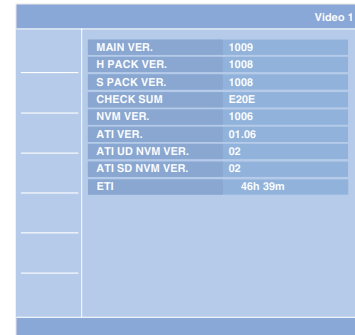 Video 1
MAIN VER. 1009
H PACK VER. 1008
S PACK VER. 1008
CHECK SUM E20E
NVM VER. 1006
ATI VER. 01.06
ATI UD NVM VER. 02
ATI SD NVM VER. 02
ETI 46h 39m